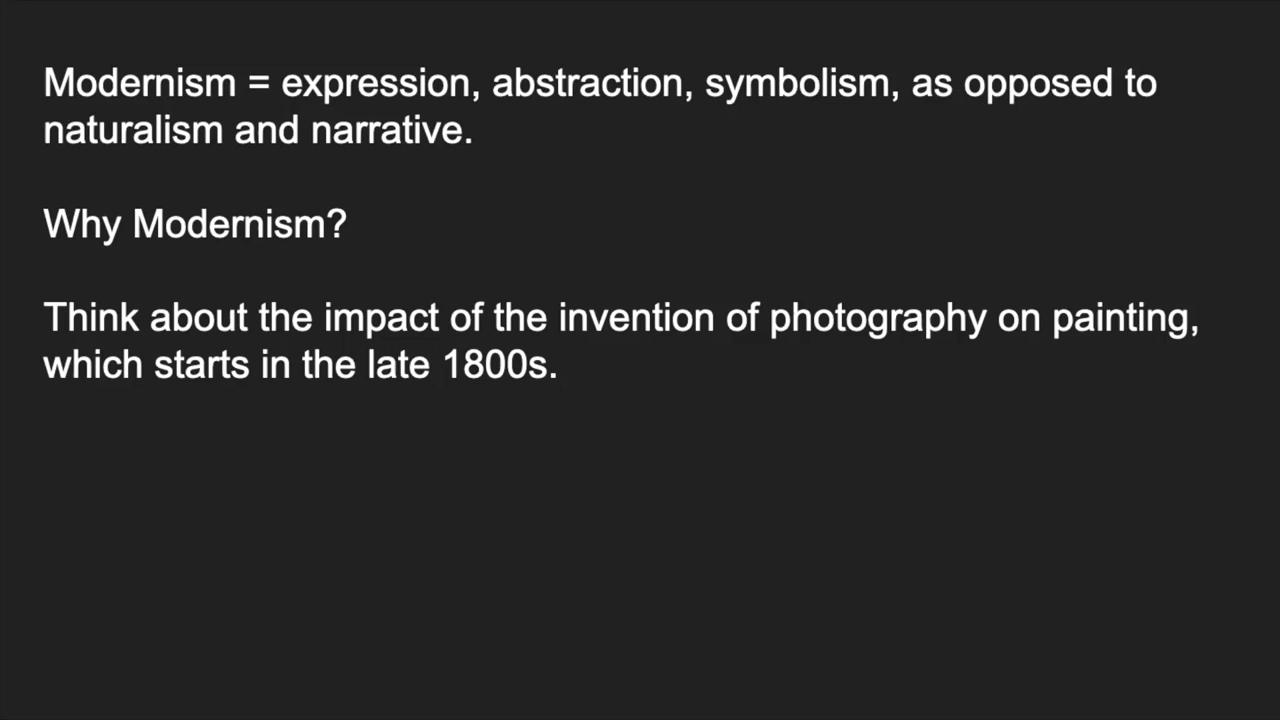 Modernism = expression, abstraction, symbolism, as opposed to
naturalism and narrative.
Why Modernism?
Think about the impact of the invention of photography on painting,
which starts in the late 1800s.